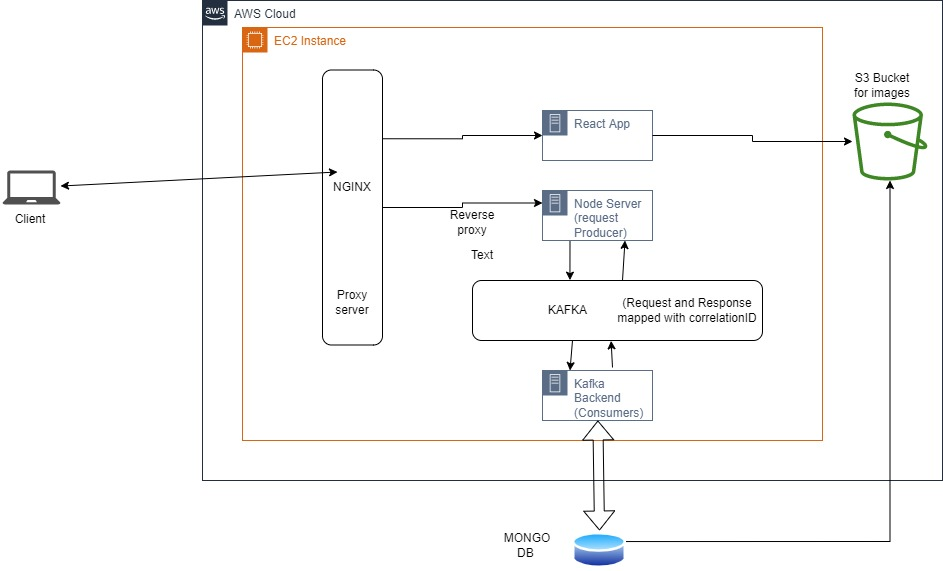 aws
AWS Cloud
EC2 Instance
S3 Bucket
for images
React App
NGINX
Client
Node Server
(request
Producer)
Reverse
proxy
Text
Proxy
server
KAFKA
(Request and Response
mapped with correlationID
Kafka
Backend
(Consumers)
MONGO
DB